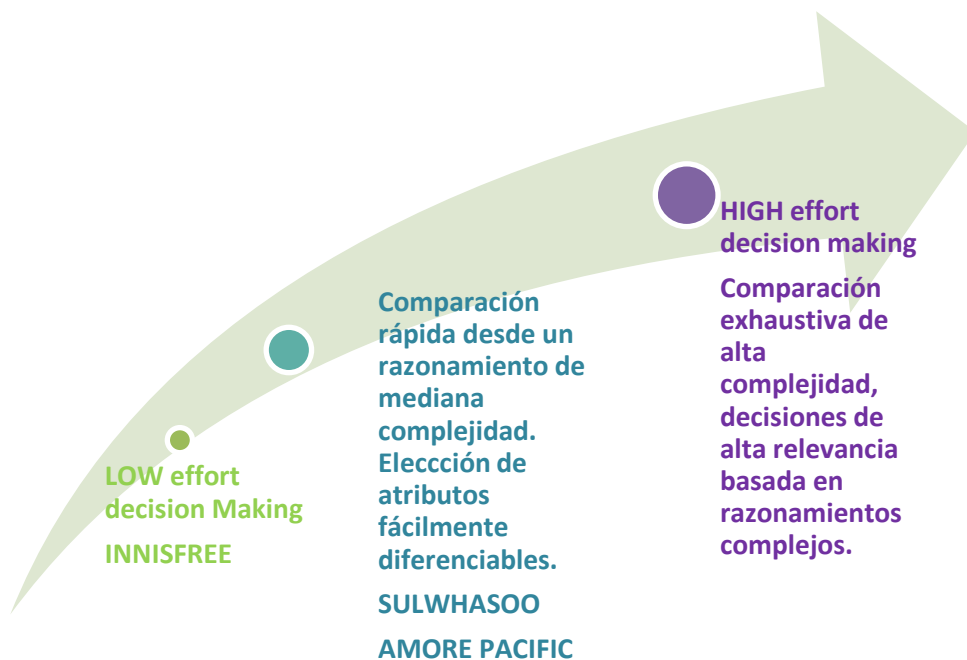 LOW effort
decision Making
INNISFREE
Comparación
rápida desde un
razonamiento de
mediana
complejidad.
Eleccción de
atributos
fácilmente
diferenciables.
SULWHASOO
AMORE PACIFIC
HIGH effort
decision making
Comparación
exhaustiva de
alta
complejidad,
decisiones de
alta relevancia
basada en
razonamientos
complejos.